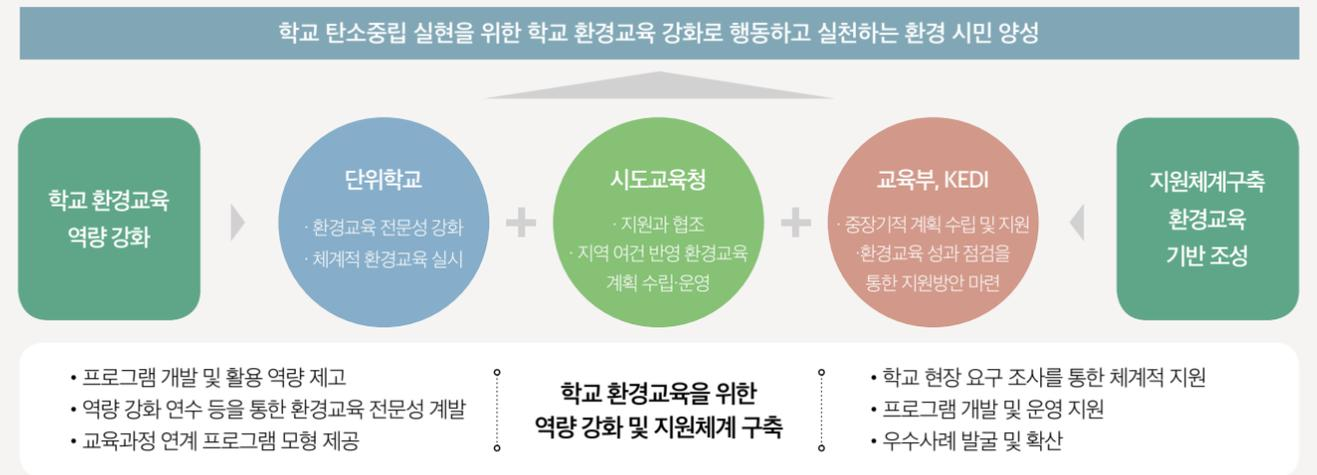 학교 탄소중립 실현을 위한 학교 환경교육 강화로 행동하고 실천하는 환경 시민 양성
학교 환경교육
역량 강화
단위학교
· 환경교육 전문성 강화
· 체계적 환경교육 실시
시도교육청
· 지원과 협조
· 지역 여건 반영 환경교육
계획 수립·운영
교육부, KEDI
· 중장기적 계획 수립 및 지원
·환경교육 성과 점검을
통한 지원방안 마련
지원체계구축
환경교육
기반 조성
• 프로그램 개발 및 활용 역량 제고
• 역량 강화 연수 등을 통한 환경교육 전문성 계발
• 교육과정 연계 프로그램 모형 제공
학교 환경교육을 위한
역량 강화 및 지원체계 구축
• 학교 현장 요구 조사를 통한 체계적 지원
• 프로그램 개발 및 운영 지원
• 우수사례 발굴 및 확산